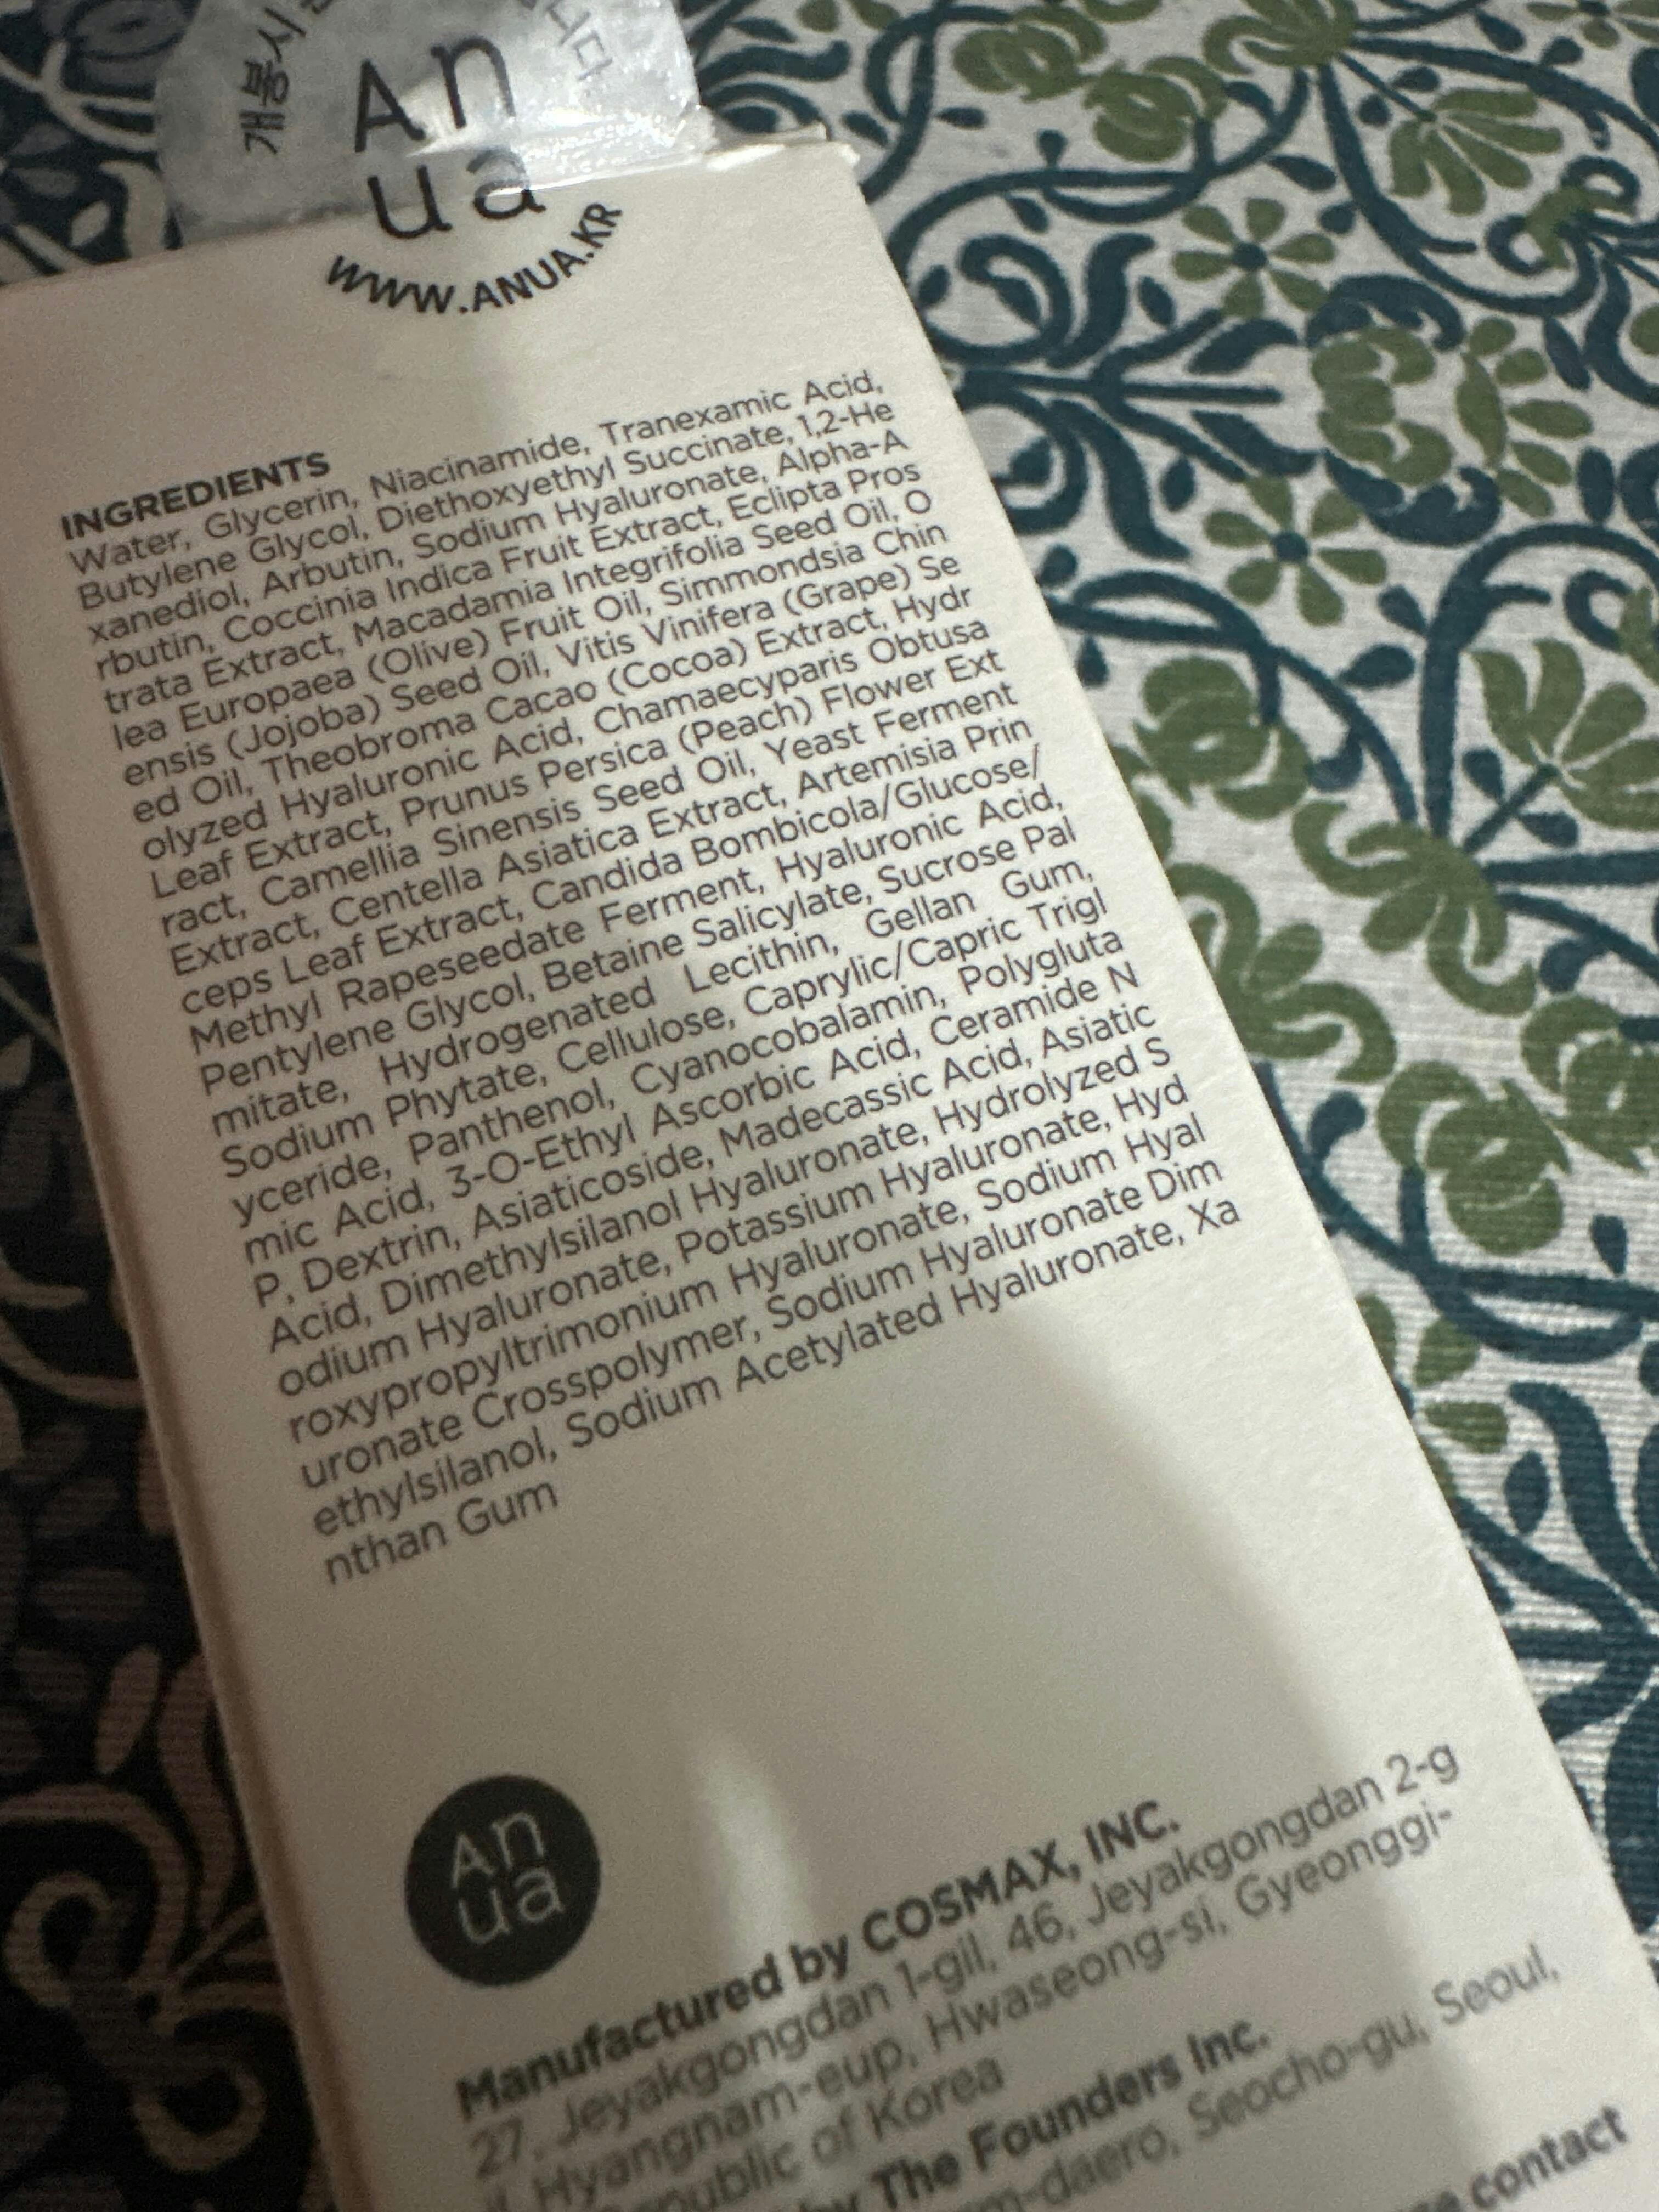 개봉시
An
ua
WWW.ANUA.KR
INGREDIENTS
Water, Glycerin, Niacinamide, Tranexamic Acid,
Butylene Glycol, Diethoxyethyl Succinate, 1,2-He
xanediol, Arbutin, Sodium Hyaluronate, Alpha-A
rbutin, Coccinia Indica Fruit Extract, Eclipta Pros
trata Extract, Macadamia Integrifolia Seed Oil, O
lea Europaea (Olive) Fruit Oil, Simmondsia Chin
ensis (Jojoba) Seed Oil, Vitis Vinifera (Grape) Se
ed Oil, Theobroma Cacao (Cocoa) Extract, Hydr
olyzed Hyaluronic Acid, Chamaecyparis Obtusa
Leaf Extract, Prunus Persica (Peach) Flower Ext
ract, Camellia Sinensis Seed Oil, Yeast Ferment
Extract, Centella Asiatica Extract, Artemisia Prin
ceps Leaf Extract, Candida Bombicola/Glucose/
Methyl Rapeseedate Ferment, Hyaluronic Acid,
Pentylene Glycol, Betaine Salicylate, Sucrose Pal
mitate, Hydrogenated Lecithin, Gellan Gum,
Sodium Phytate, Cellulose, Caprylic/Capric Trigl
yceride, Panthenol, Cyanocobalamin, Polygluta
mic Acid, 3-O-Ethyl Ascorbic Acid, Ceramide N
P, Dextrin, Asiaticoside, Madecassic Acid, Asiatic
Acid, Dimethylsilanol Hyaluronate, Hydrolyzed S
odium Hyaluronate, Potassium Hyaluronate, Hyd
roxypropyltrimonium Hyaluronate, Sodium Hyal
uronate Crosspolymer, Sodium Hyaluronate Dim
ethylsilanol, Sodium Acetylated Hyaluronate, Xa
nthan Gum
An
ua
Manufactured by COSMAX, INC.
27, Jeyakgongdan 1-gil, 46, Jeyakgongdan 2-g
il, Hyangnam-eup, Hwaseong-si, Gyeonggi-
Republic of Korea
by The Founders Inc.
-daero, Seocho-gu, Seoul,
contact